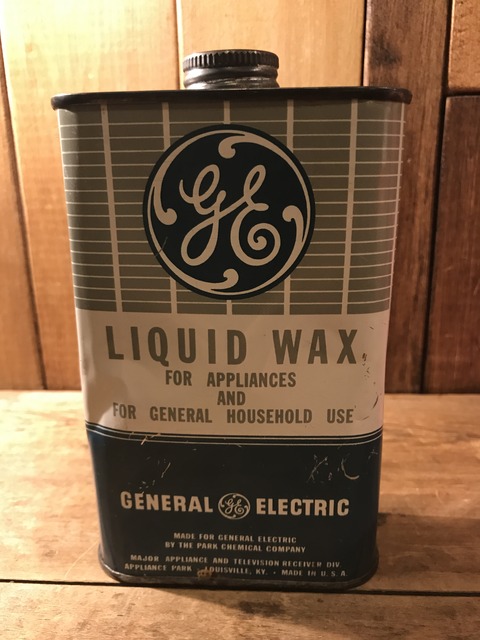 GE
LIQUID WAX
FOR APPLIANCES
AND
FOR GENERAL HOUSEHOLD USE
GENERAL GE ELECTRIC
MADE FOR GENERAL ELECTRIC
BY THE PARK CHEMICAL COMPANY
MAJOR APPLIANCE AND TELEVISION RECEIVER DIV.
APPLIANCE PARK - LOUISVILLE, KY. - MADE IN U.S.A.